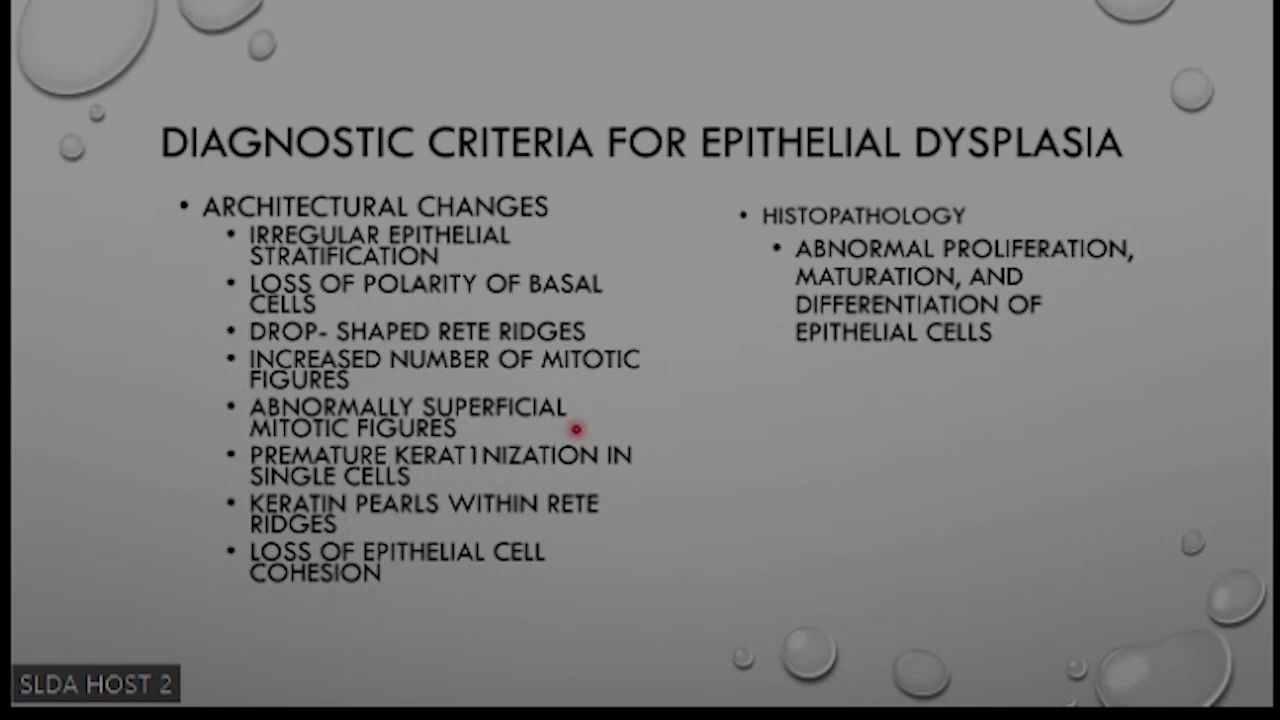 DIAGNOSTIC CRITERIA FOR EPITHELIAL DYSPLASIA
• ARCHITECTURAL CHANGES
• IRREGULAR EPITHELIAL
STRATIFICATION
• LOSS OF POLARITY OF BASAL
CELLS
• DROP- SHAPED RETE RIDGES
• INCREASED NUMBER OF MITOTIC
FIGURES
• ABNORMALLY SUPERFICIAL
MITOTIC FIGURES
• PREMATURE KERAT1NIZATION IN
SINGLE CELLS
• KERATIN PEARLS WITHIN RETE
RIDGES
• LOSS OF EPITHELIAL CELL
COHESION
• HISTOPATHOLOGY
• ABNORMAL PROLIFERATION,
MATURATION, AND
DIFFERENTIATION OF
EPITHELIAL CELLS
SLDA HOST 2